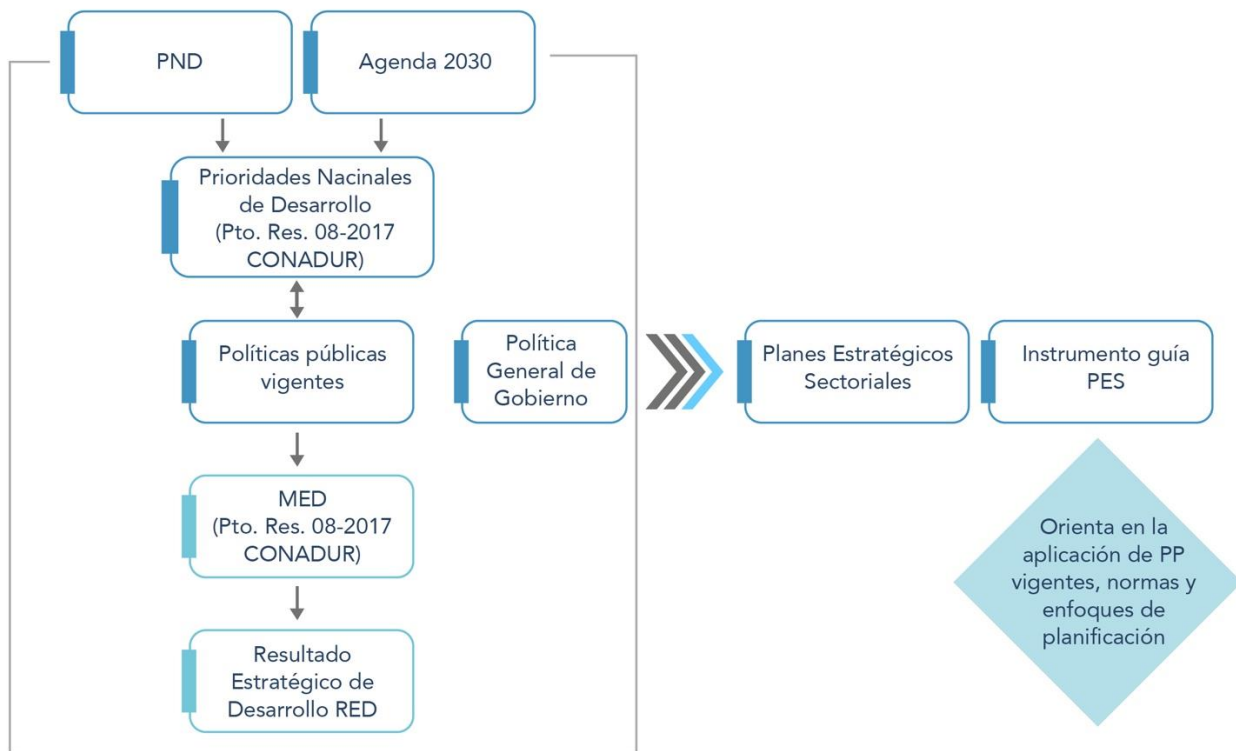 PND
Agenda 2030
Prioridades Nacinales
de Desarrollo
(Pto. Res. 08-2017
CONADUR)
Políticas públicas
vigentes
Política
General de
Gobierno
Planes Estratégicos
Sectoriales
Instrumento guía
PES
MED
(Pto. Res. 08-2017
CONADUR)
Resultado
Estratégico de
Desarrollo RED
Orienta en la
aplicación de PP
vigentes, normas y
enfoques de
planificación